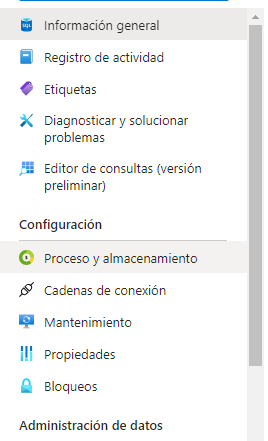 Información general
Registro de actividad
Etiquetas
Diagnosticar y solucionar
problemas
Editor de consultas (versión
preliminar)
Configuración
Proceso y almacenamiento
Cadenas de conexión
Mantenimiento
Propiedades
Bloqueos
Administración de datos